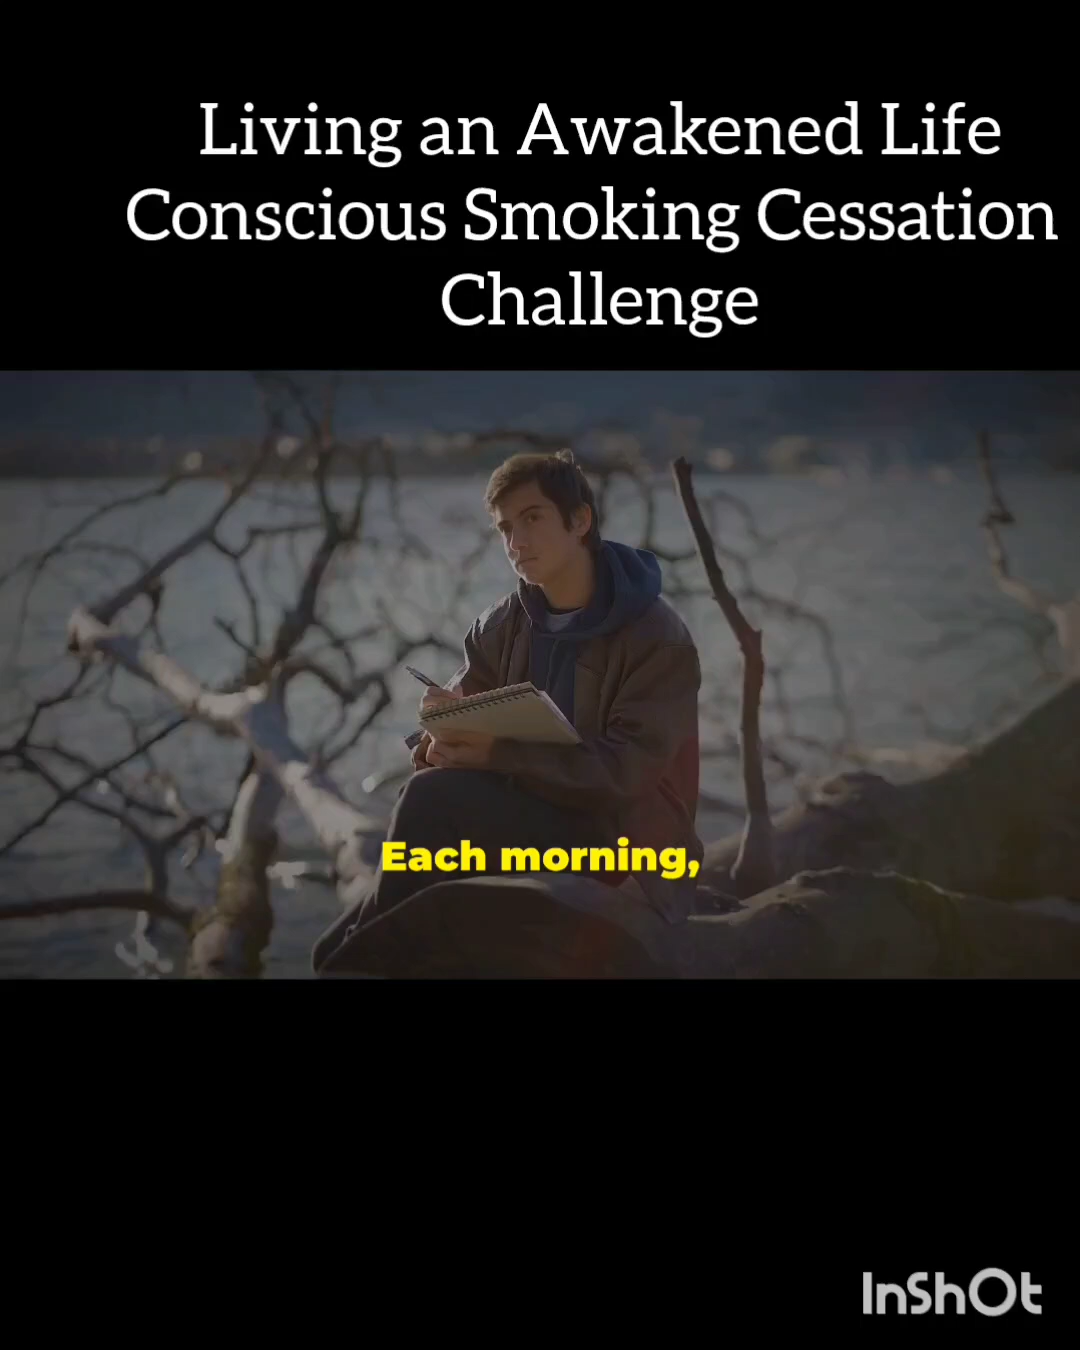 Living an Awakened Life
Conscious Smoking Cessation
Challenge
Each morning,
InShOt